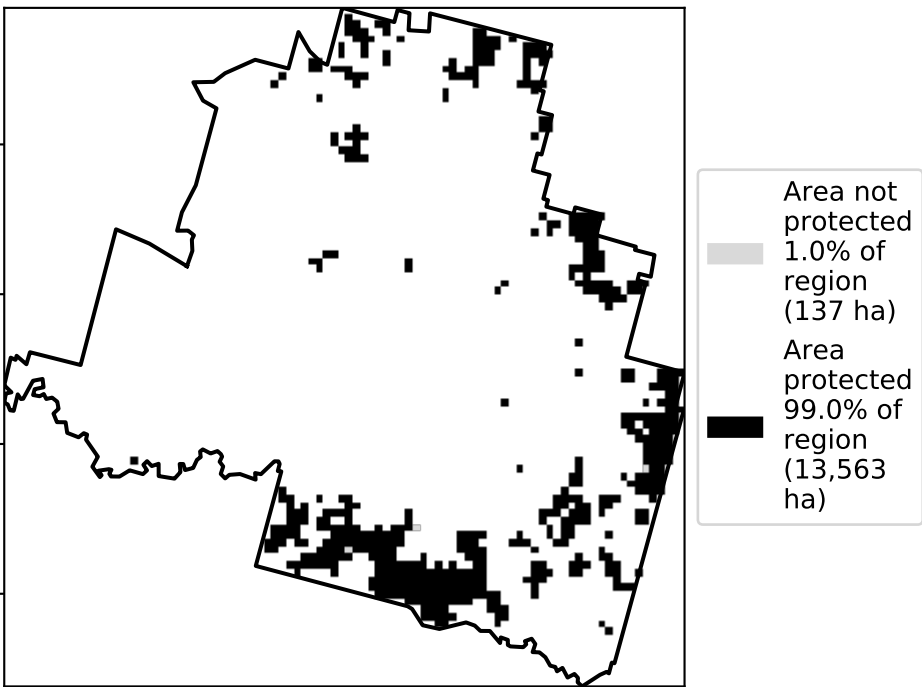 Area not
protected
1.0% of
region
(137 ha)
Area
protected
99.0% of
region
(13,563
ha)